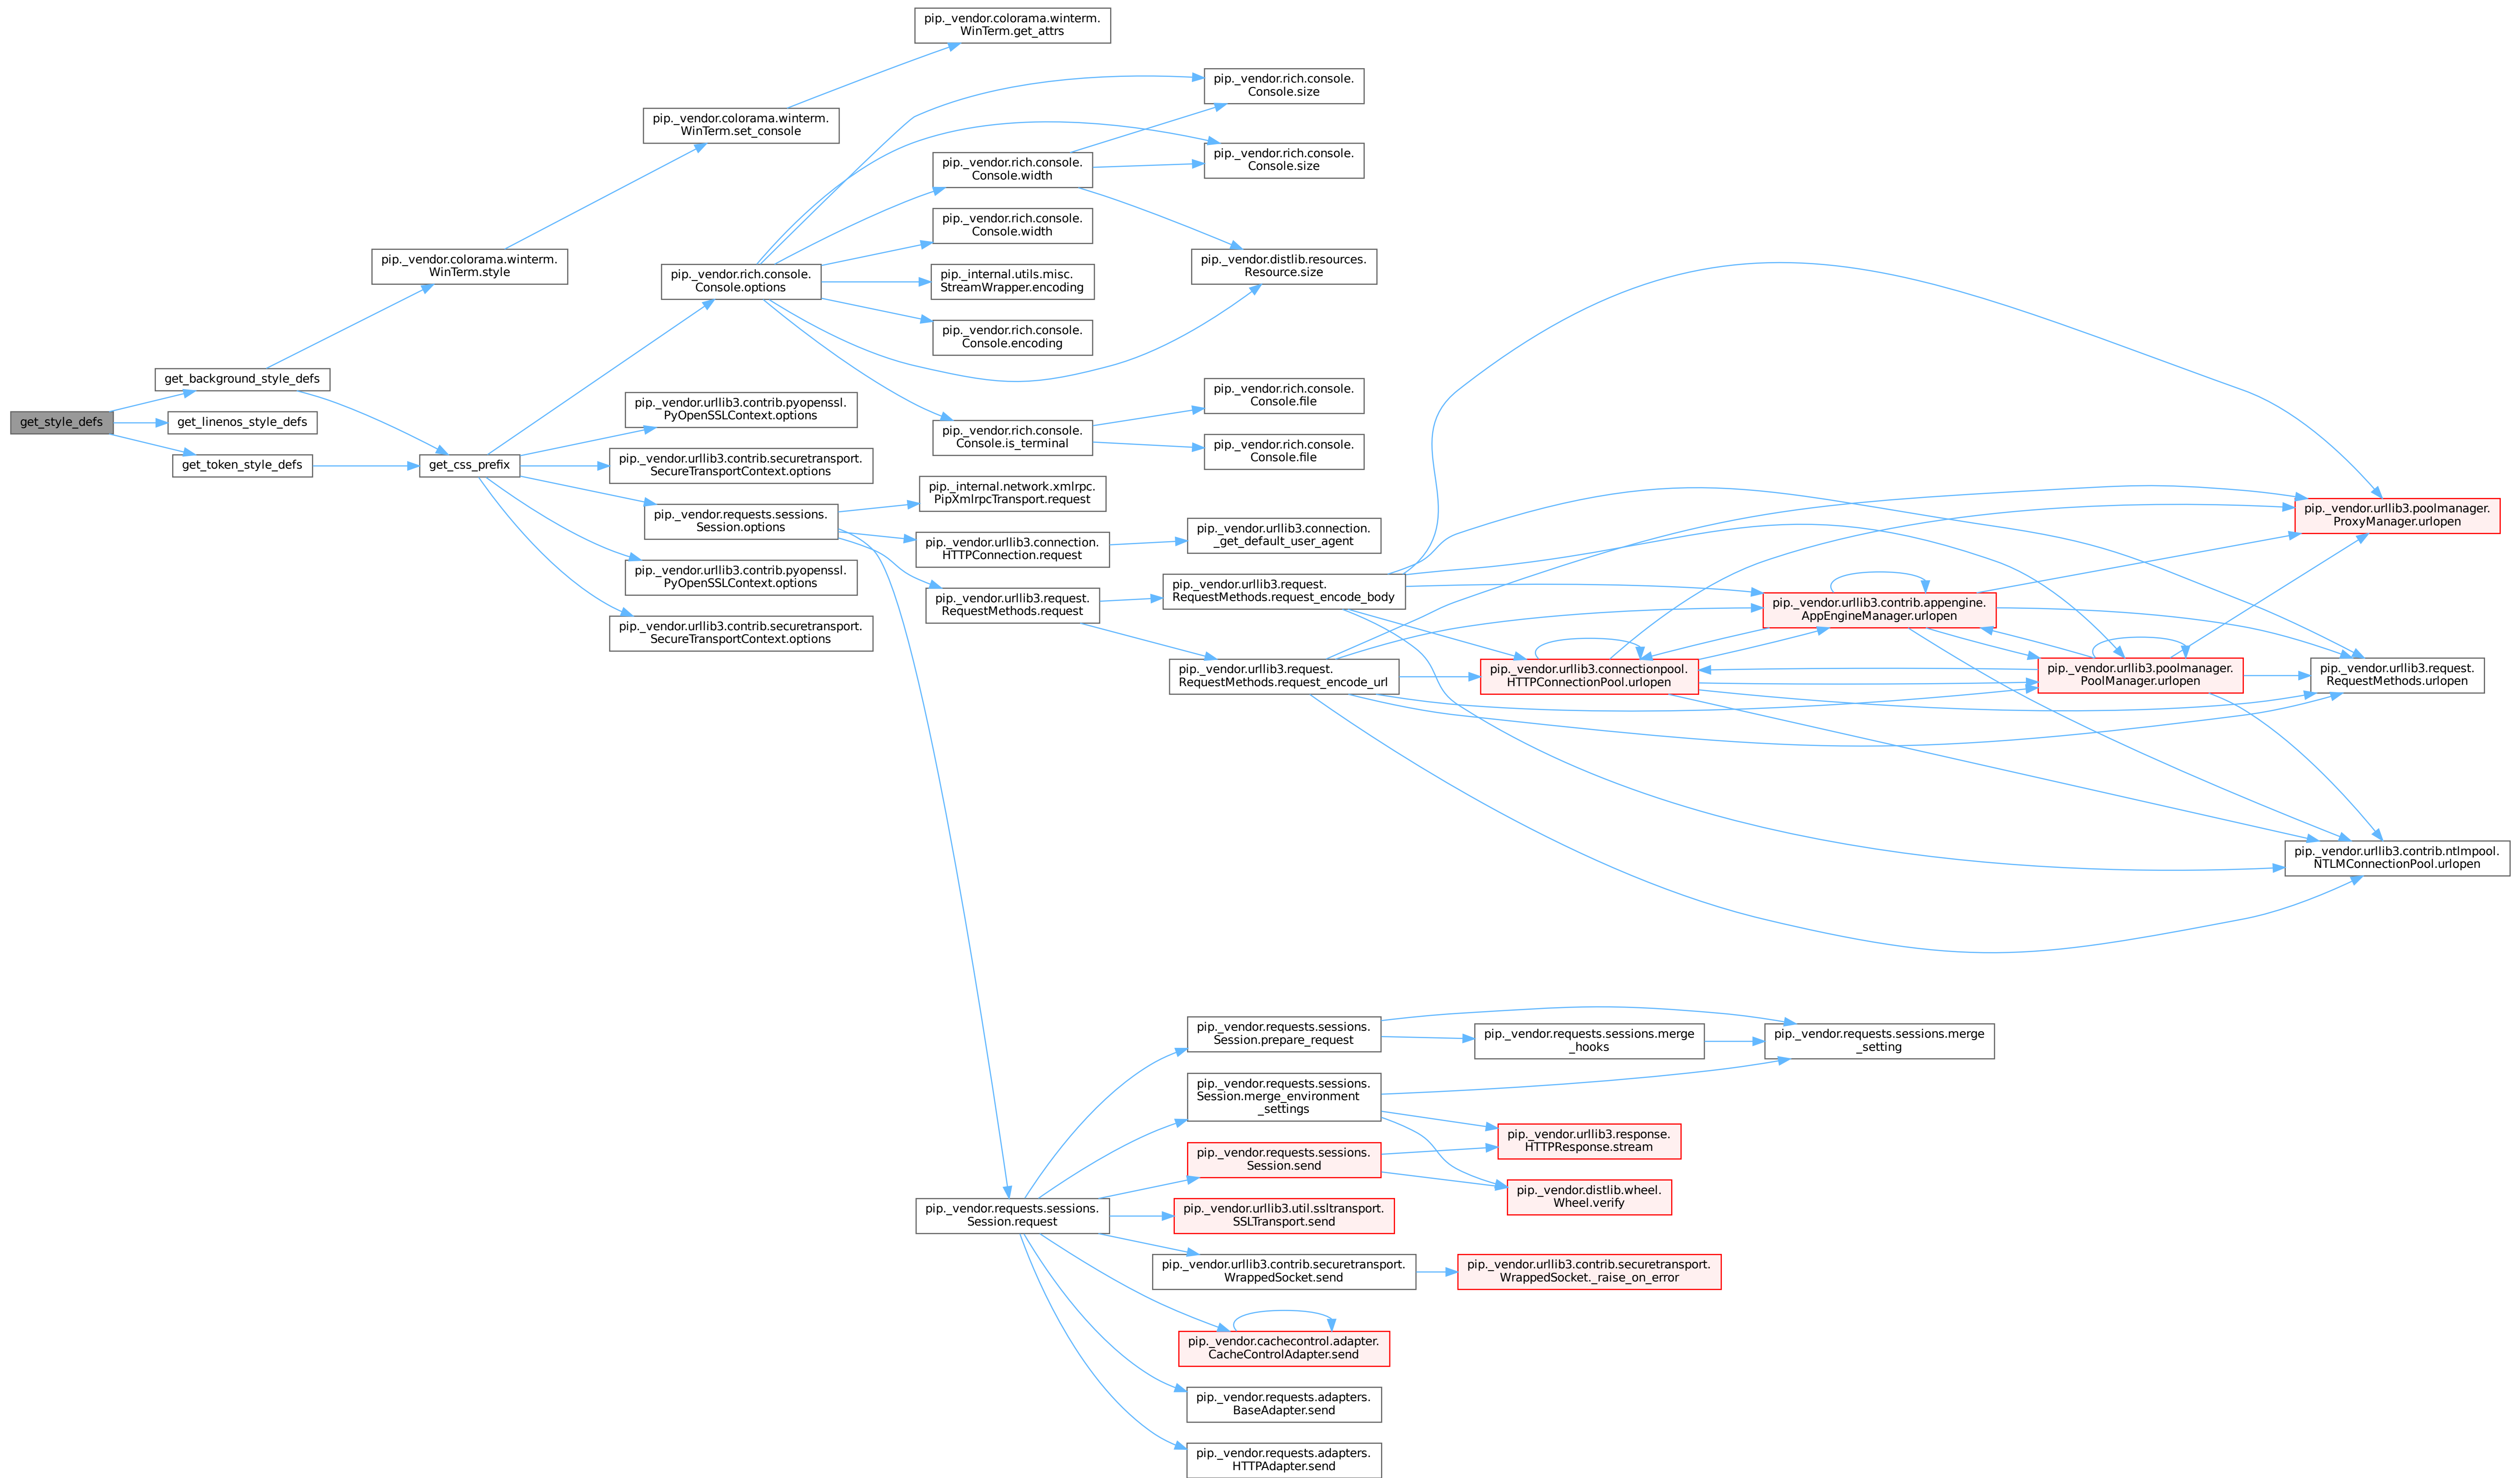 get_style_defs
get_background_style_defs
get_linenos_style_defs
get_token_style_defs
pip._vendor.colorama.winterm.
WinTerm.style
get_css_prefix
pip._vendor.colorama.winterm.
WinTerm.set_console
pip._vendor.rich.console.
Console.options
pip._vendor.urllib3.contrib.pyopenssl.
PyOpenSSLContext.options
pip._vendor.urllib3.contrib.securetransport.
SecureTransportContext.options
pip._vendor.requests.sessions.
Session.options
pip._vendor.urllib3.contrib.pyopenssl.
PyOpenSSLContext.options
pip._vendor.urllib3.contrib.securetransport.
SecureTransportContext.options
pip._vendor.colorama.winterm.
WinTerm.get_attrs
pip._vendor.rich.console.
Console.width
pip._vendor.rich.console.
Console.width
pip._internal.utils.misc.
StreamWrapper.encoding
pip._vendor.rich.console.
Console.encoding
pip._vendor.rich.console.
Console.is_terminal
pip._internal.network.xmlrpc.
PipXmlrpcTransport.request
pip._vendor.urllib3.connection.
HTTPConnection.request
pip._vendor.urllib3.request.
RequestMethods.request
pip._vendor.requests.sessions.
Session.request
pip._vendor.rich.console.
Console.size
pip._vendor.rich.console.
Console.size
pip._vendor.distlib.resources.
Resource.size
pip._vendor.rich.console.
Console.file
pip._vendor.rich.console.
Console.file
pip._vendor.urllib3.connection.
_get_default_user_agent
pip._vendor.urllib3.request.
RequestMethods.request_encode_body
pip._vendor.urllib3.request.
RequestMethods.request_encode_url
pip._vendor.requests.sessions.
Session.prepare_request
pip._vendor.requests.sessions.
Session.merge_environment
_settings
pip._vendor.requests.sessions.
Session.send
pip._vendor.urllib3.util.ssltransport.
SSLTransport.send
pip._vendor.urllib3.contrib.securetransport.
WrappedSocket.send
pip._vendor.cachecontrol.adapter.
CacheControlAdapter.send
pip._vendor.requests.adapters.
BaseAdapter.send
pip._vendor.requests.adapters.
HTTPAdapter.send
pip._vendor.urllib3.connectionpool.
HTTPConnectionPool.urlopen
pip._vendor.requests.sessions.merge
_hooks
pip._vendor.urllib3.response.
HTTPResponse.stream
pip._vendor.distlib.wheel.
Wheel.verify
pip._vendor.urllib3.contrib.securetransport.
WrappedSocket._raise_on_error
pip._vendor.urllib3.contrib.appengine.
AppEngineManager.urlopen
pip._vendor.requests.sessions.merge
_setting
pip._vendor.urllib3.poolmanager.
PoolManager.urlopen
pip._vendor.urllib3.poolmanager.
ProxyManager.urlopen
pip._vendor.urllib3.request.
RequestMethods.urlopen
pip._vendor.urllib3.contrib.ntlmpool.
NTLMConnectionPool.urlopen